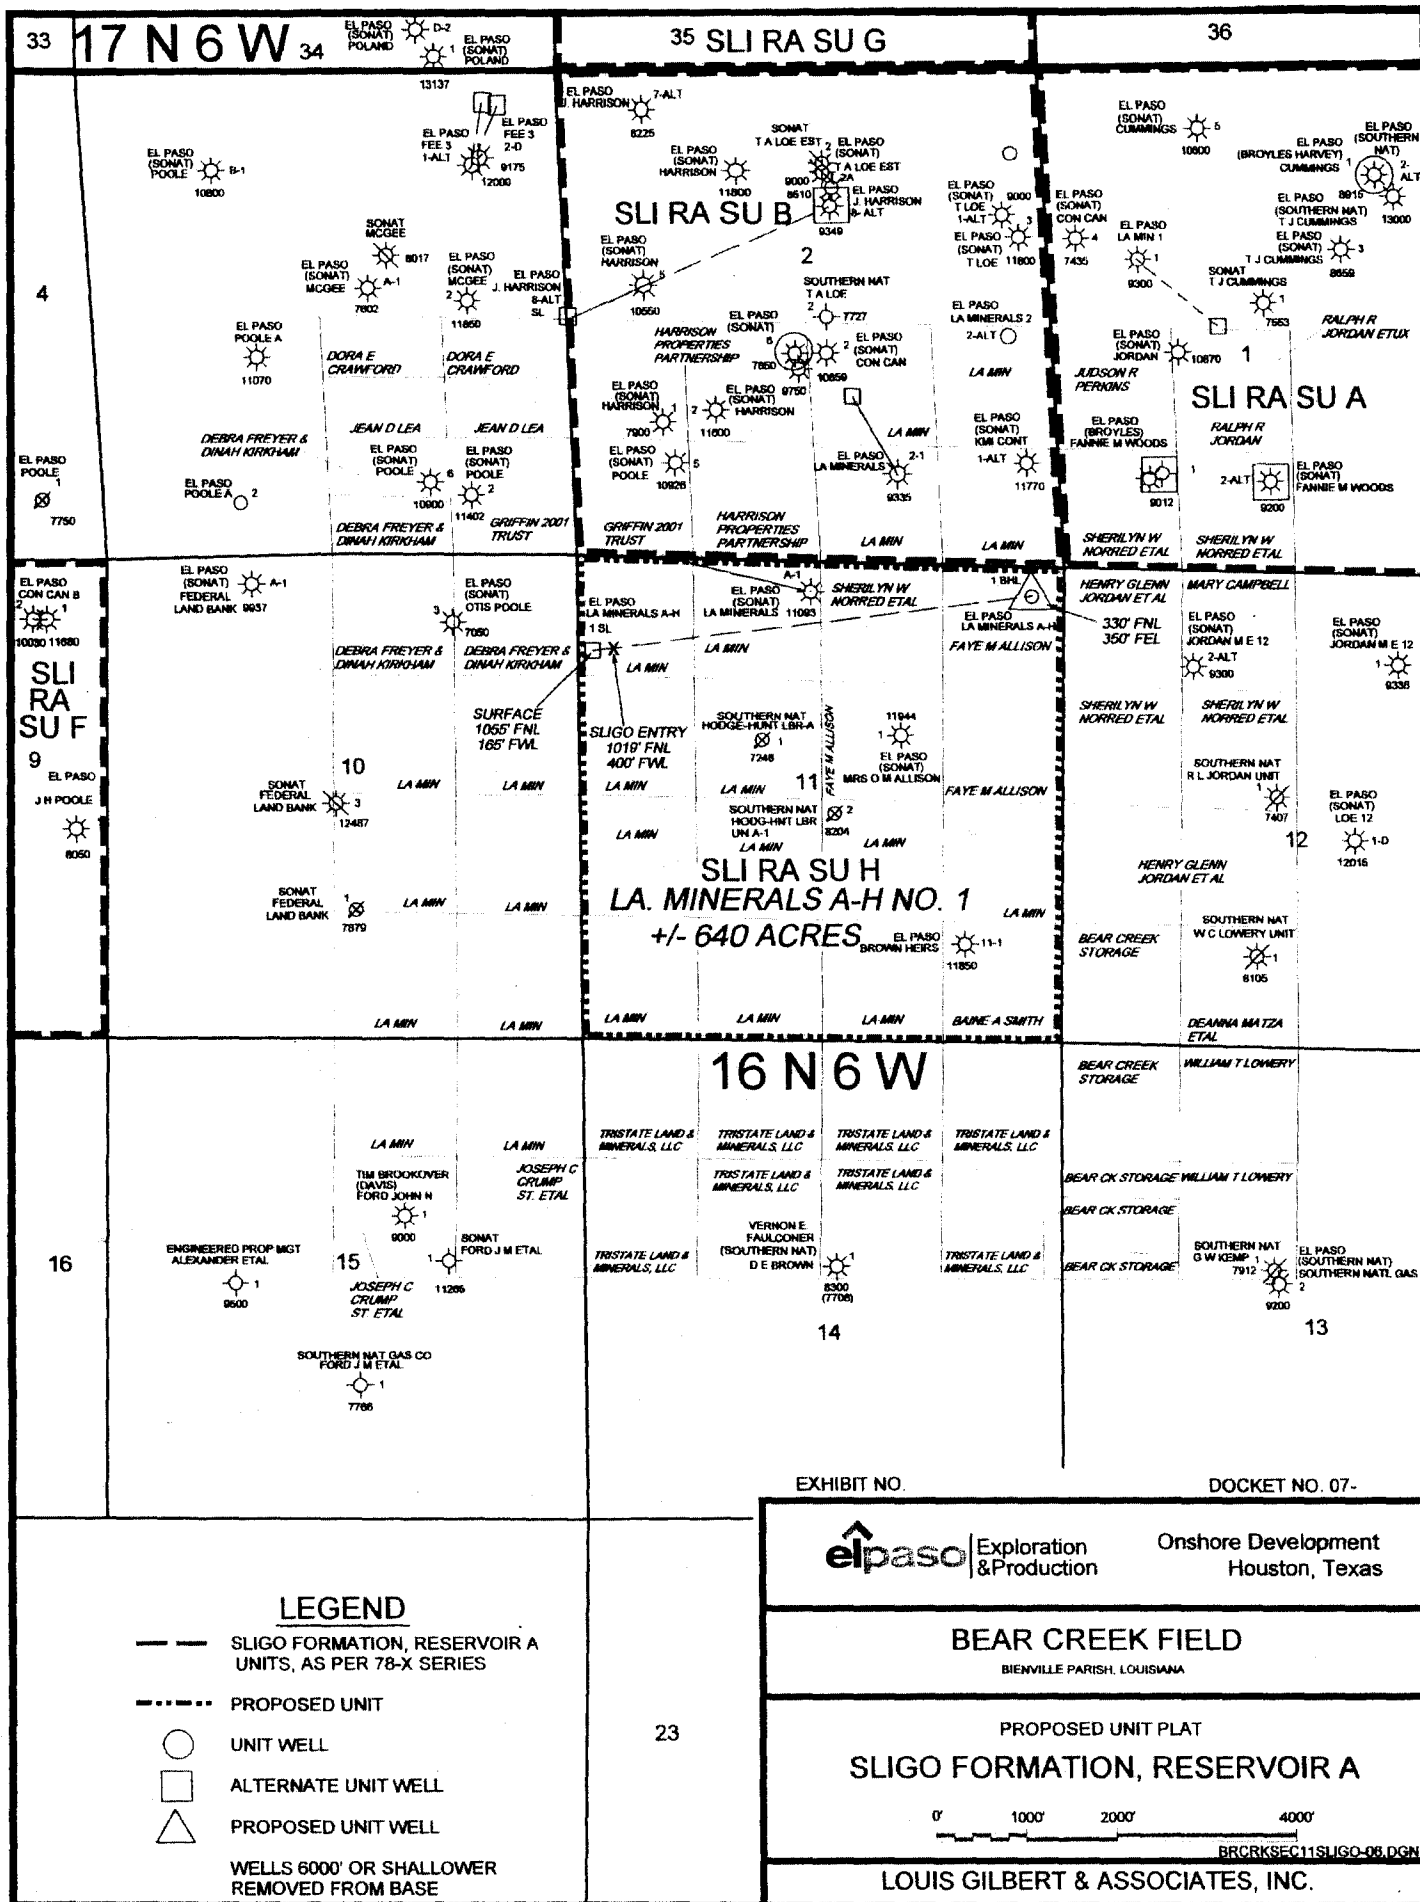 33
17 N 6 W
34
35 SLI RA SU G
36
EL PASO
(SONAT)
POLAND
D-2
1
EL PASO
(SONAT)
POLAND
13137
4
EL PASO
(SONAT)
POOLE
B-1
10800
EL PASO
FEE 3
1-ALT
EL PASO
FEE 3
2-D
9175
12000
SONAT
MCGEE
8017
EL PASO
(SONAT)
MCGEE
A-1
7802
EL PASO
(SONAT)
MCGEE
2
11850
EL PASO
J. HARRISON
8-ALT
SL
EL PASO
POOLE A
11070
DORA E
CRAWFORD
DORA E
CRAWFORD
JEAN D LEA
JEAN D LEA
DEBRA FREYER &
DINAH KIRKHAM
EL PASO
POOLE
1
7750
EL PASO
POOLE A
2
EL PASO
(SONAT)
POOLE
6
10900
EL PASO
(SONAT)
POOLE
2
11402
DEBRA FREYER &
DINAH KIRKHAM
GRIFFIN 2001
TRUST
EL PASO
J. HARRISON
7-ALT
8225
EL PASO
(SONAT)
HARRISON
11800
SONAT
T A LOE EST
2
9000
8610
EL PASO
(SONAT)
T A LOE EST
2A
EL PASO
J. HARRISON
8-ALT
9349
SLI RA SU B
2
EL PASO
(SONAT)
HARRISON
10550
SOUTHERN NAT
T A LOE
2
7727
EL PASO
(SONAT)
T LOE
1-ALT
9000
3
EL PASO
(SONAT)
T LOE
11800
EL PASO
LA MINERALS 2
2-ALT
HARRISON
PROPERTIES
PARTNERSHIP
EL PASO
(SONAT)
6
7850
9750
2
10859
EL PASO
(SONAT)
CON CAN
LA MIN
EL PASO
(SONAT)
HARRISON
1
7900
2
11600
EL PASO
(SONAT)
HARRISON
EL PASO
(SONAT)
POOLE
5
10926
LA MIN
EL PASO
LA MINERALS
2-1
9335
EL PASO
(SONAT)
KMI CONT
1-ALT
11770
GRIFFIN 2001
TRUST
HARRISON
PROPERTIES
PARTNERSHIP
LA MIN
LA MIN
EL PASO
(SONAT)
CUMMINGS
5
10600
EL PASO
(BROYLES HARVEY)
CUMMINGS
1
8915
EL PASO
(SOUTHERN
NAT)
2-
ALT
13000
EL PASO
(SONAT)
CON CAN
4
7435
EL PASO
LA MIN 1
1
9300
EL PASO
(SOUTHERN NAT)
T J CUMMINGS
EL PASO
(SONAT)
T J CUMMINGS
3
8659
SONAT
T J CUMMINGS
1
7553
RALPH R
JORDAN ETUX
EL PASO
(SONAT)
JORDAN
10870
1
JUDSON R
PERKINS
SLI RA SU A
EL PASO
(BROYLES)
FANNIE M WOODS
1
9012
RALPH R
JORDAN
2-ALT
9200
EL PASO
(SONAT)
FANNIE M WOODS
SHERILYN W
NORRED ETAL
SHERILYN W
NORRED ETAL
EL PASO
CON CAN B
2
1
10030 11680
SLI
RA
SU F
9
EL PASO
J H POOLE
8050
EL PASO
(SONAT)
FEDERAL
LAND BANK
A-1
9937
EL PASO
(SONAT)
OTIS POOLE
3
7050
DEBRA FREYER &
DINAH KIRKHAM
DEBRA FREYER &
DINAH KIRKHAM
SURFACE
1055' FNL
165' FWL
10
SONAT
FEDERAL
LAND BANK
3
12487
LA MIN
LA MIN
SONAT
FEDERAL
LAND BANK
1
7879
LA MIN
LA MIN
LA MIN
LA MIN
EL PASO
LA MINERALS A-H
1 SL
A-1
EL PASO
(SONAT)
LA MINERALS
11093
SHERILYN W
NORRED ETAL
1 BHL
EL PASO
LA MINERALS A-H
LA MIN
LA MIN
FAYE M ALLISON
SLIGO ENTRY
1019' FNL
400' FWL
SOUTHERN NAT
HODGE-HUNT LBR-A
1
7246
FAYE M ALLISON
11944
1
EL PASO
(SONAT)
MRS O M ALLISON
LA MIN
LA MIN
11
FAYE M ALLISON
SOUTHERN NAT
HODG-HNT LBR
UN A-1
2
8204
LA MIN
LA MIN
LA MIN
SLI RA SU H
LA. MINERALS A-H NO. 1
+/- 640 ACRES
LA MIN
EL PASO
BROWN HEIRS
11-1
11850
LA MIN
LA MIN
LA MIN
BAINE A SMITH
HENRY GLENN
JORDAN ET AL
MARY CAMPBELL
330' FNL
350' FEL
EL PASO
(SONAT)
JORDAN M E 12
2-ALT
9300
EL PASO
(SONAT)
JORDAN M E 12
1
9336
SHERILYN W
NORRED ETAL
SHERILYN W
NORRED ETAL
SOUTHERN NAT
R L JORDAN UNIT
1
7407
12
EL PASO
(SONAT)
LOE 12
1-D
12016
HENRY GLENN
JORDAN ET AL
BEAR CREEK
STORAGE
SOUTHERN NAT
W C LOWERY UNIT
1
8105
DEANNA MATZA
ETAL
16 N 6 W
BEAR CREEK
STORAGE
WILLIAM T LOWERY
16
LA MIN
LA MIN
TIM BROOKOVER
(DAVIS)
FORD JOHN N
1
9000
JOSEPH C
CRUMP
ST. ETAL
ENGINEERED PROP MGT
ALEXANDER ETAL
1
9500
15
JOSEPH C
CRUMP
ST. ETAL
SONAT
FORD J M ETAL
1
11265
SOUTHERN NAT GAS CO
FORD J M ETAL
1
7766
TRISTATE LAND &
MINERALS, LLC
TRISTATE LAND &
MINERALS, LLC
TRISTATE LAND &
MINERALS, LLC
TRISTATE LAND &
MINERALS, LLC
TRISTATE LAND &
MINERALS, LLC
TRISTATE LAND &
MINERALS, LLC
TRISTATE LAND &
MINERALS, LLC
VERNON E.
FAULCONER
(SOUTHERN NAT)
D E BROWN
1
8300
(7708)
TRISTATE LAND &
MINERALS, LLC
14
BEAR CK STORAGE
WILLIAM T LOWERY
BEAR CK STORAGE
BEAR CK STORAGE
SOUTHERN NAT
G W KEMP
1
7912
EL PASO
(SOUTHERN NAT)
SOUTHERN NATL GAS
2
9200
13
23
EXHIBIT NO.
DOCKET NO. 07-
elpaso
Exploration
&Production
Onshore Development
Houston, Texas
BEAR CREEK FIELD
BIENVILLE PARISH, LOUISIANA
PROPOSED UNIT PLAT
SLIGO FORMATION, RESERVOIR A
0' 1000' 2000' 4000'
BRCRKSEC11SLIGO-06.DGN
LOUIS GILBERT & ASSOCIATES, INC.
LEGEND
SLIGO FORMATION, RESERVOIR A
UNITS, AS PER 78-X SERIES
PROPOSED UNIT
UNIT WELL
ALTERNATE UNIT WELL
PROPOSED UNIT WELL
WELLS 6000' OR SHALLOWER
REMOVED FROM BASE